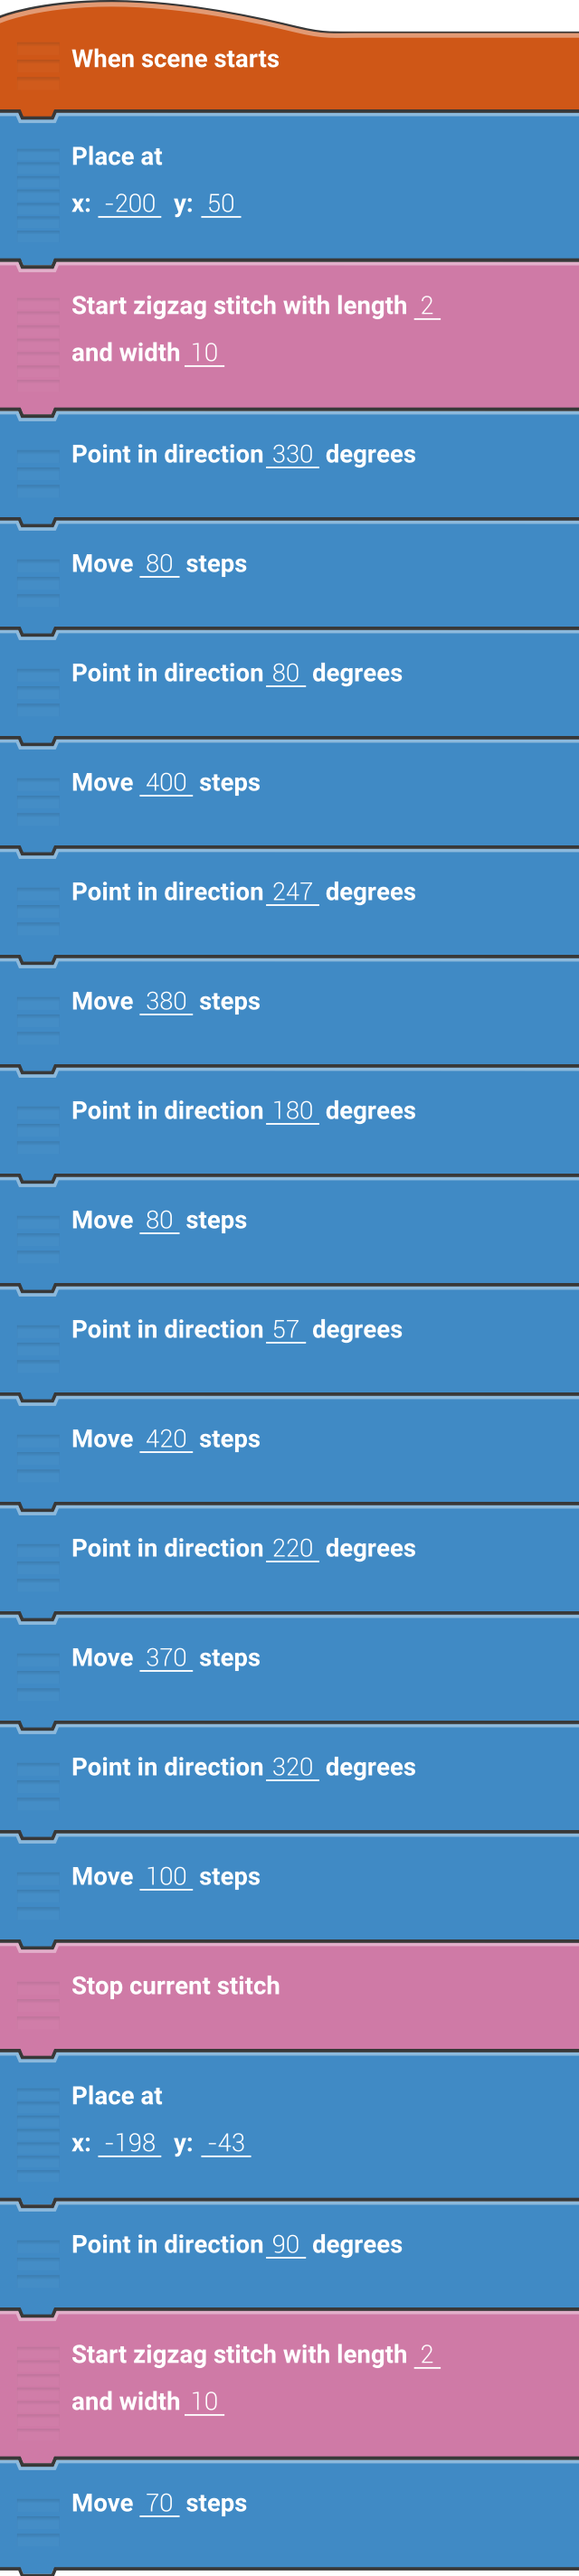 When scene starts
Place at
x: -200 y: 50
Start zigzag stitch with length 2
and width 10
Point in direction 330 degrees
Move 80 steps
Point in direction 80 degrees
Move 400 steps
Point in direction 247 degrees
Move 380 steps
Point in direction 180 degrees
Move 80 steps
Point in direction 57 degrees
Move 420 steps
Point in direction 220 degrees
Move 370 steps
Point in direction 320 degrees
Move 100 steps
Stop current stitch
Place at
x: -198 y: -43
Point in direction 90 degrees
Start zigzag stitch with length 2
and width 10
Move 70 steps